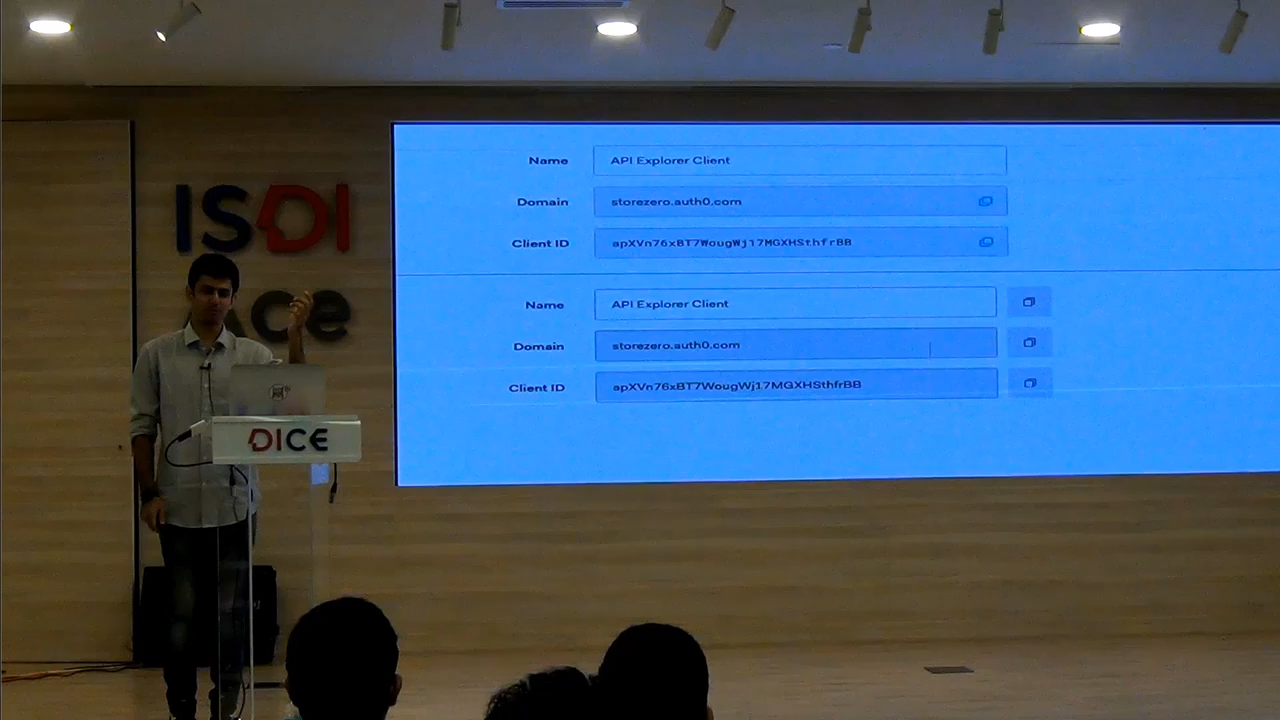 ISDI
ace
DICE
Name API Explorer Client
Domain storezero.auth0.com
Client ID apXVn76xBT7WougWj17MGXHSthfrBB
Name API Explorer Client
Domain storezero.auth0.com
Client ID apXVn76xBT7WougWj17MGXHSthfrBB